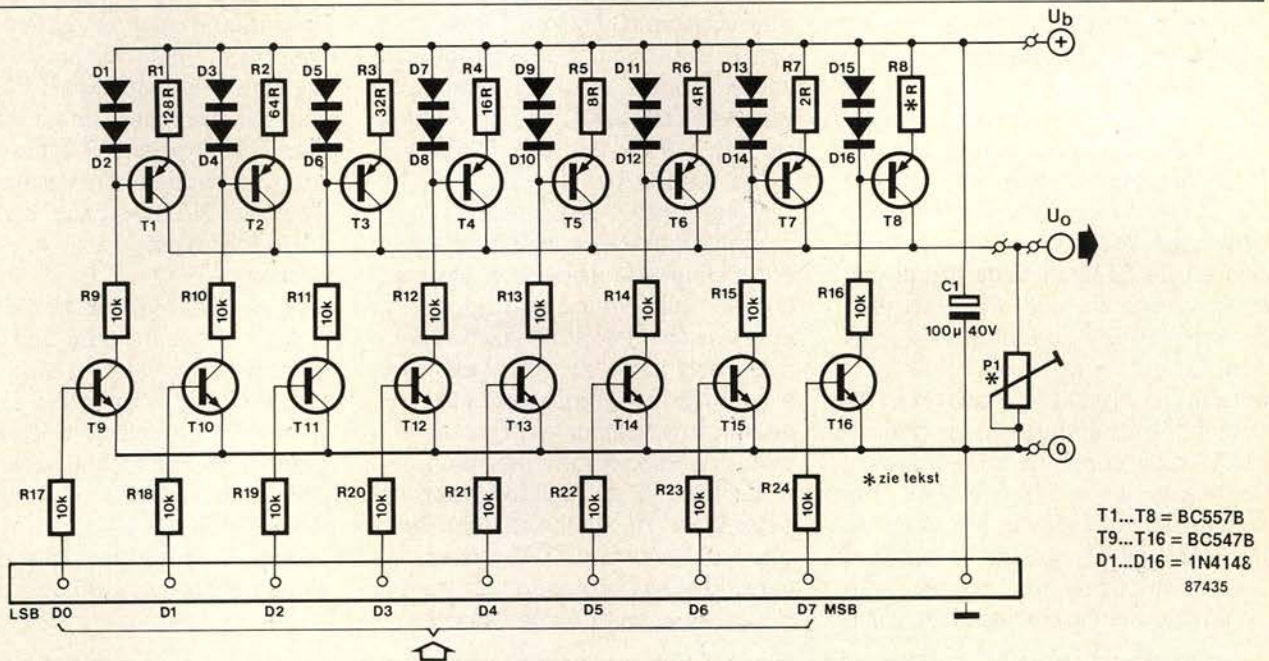 Ub
+
D1 R1 D3 R2 D5 R3 D7 R4 D9 R5 D11 R6 D13 R7 D15 R8
128R 64R 32R 16R 8R 4R 2R *R
D2 D4 D6 D8 D10 D12 D14 D16
T1 T2 T3 T4 T5 T6 T7 T8
Uo
R9 R10 R11 R12 R13 R14 R15 R16
10k 10k 10k 10k 10k 10k 10k 10k
C1
100µ 40V
P1
*
T9 T10 T11 T12 T13 T14 T15 T16
0
R17 R18 R19 R20 R21 R22 R23 R24
10k 10k 10k 10k 10k 10k 10k 10k
* zie tekst
T1...T8 = BC557B
T9...T16 = BC547B
D1...D16 = 1N4148
87435
LSB D0 D1 D2 D3 D4 D5 D6 D7 MSB